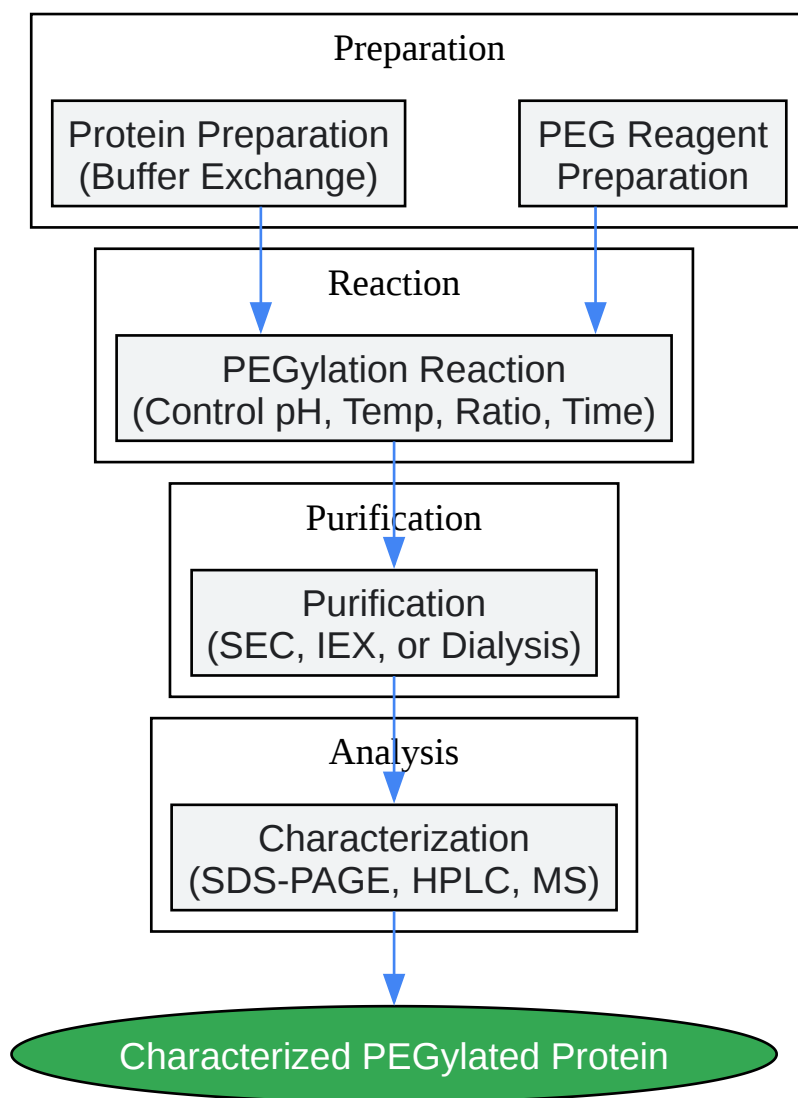 Preparation
Protein Preparation
(Buffer Exchange)
PEG Reagent
Preparation
Reaction
PEGylation Reaction
(Control pH, Temp, Ratio, Time)
Purification
Purification
(SEC, IEX, or Dialysis)
Analysis
Characterization
(SDS-PAGE, HPLC, MS)
Characterized PEGylated Protein